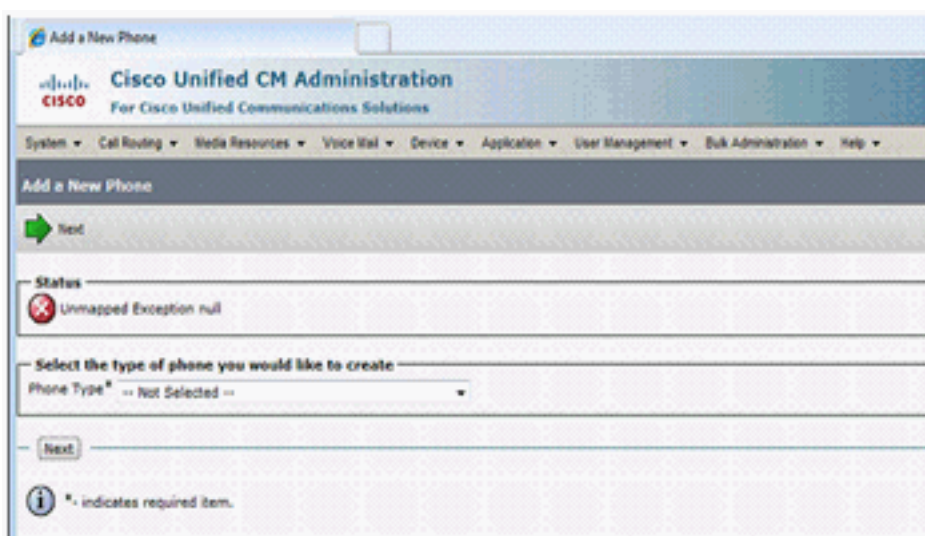 Add a New Phone
Cisco Unified CM Administration
CISCO
For Cisco Unified Communications Solutions
System Call Routing Media Resources Voice Mail Device Application User Management Bulk Administration Help
Add a New Phone
Next
Status
Unmapped Exception null
Select the type of phone you would like to create
Phone Type* -- Not Selected --
Next
*- indicates required item.